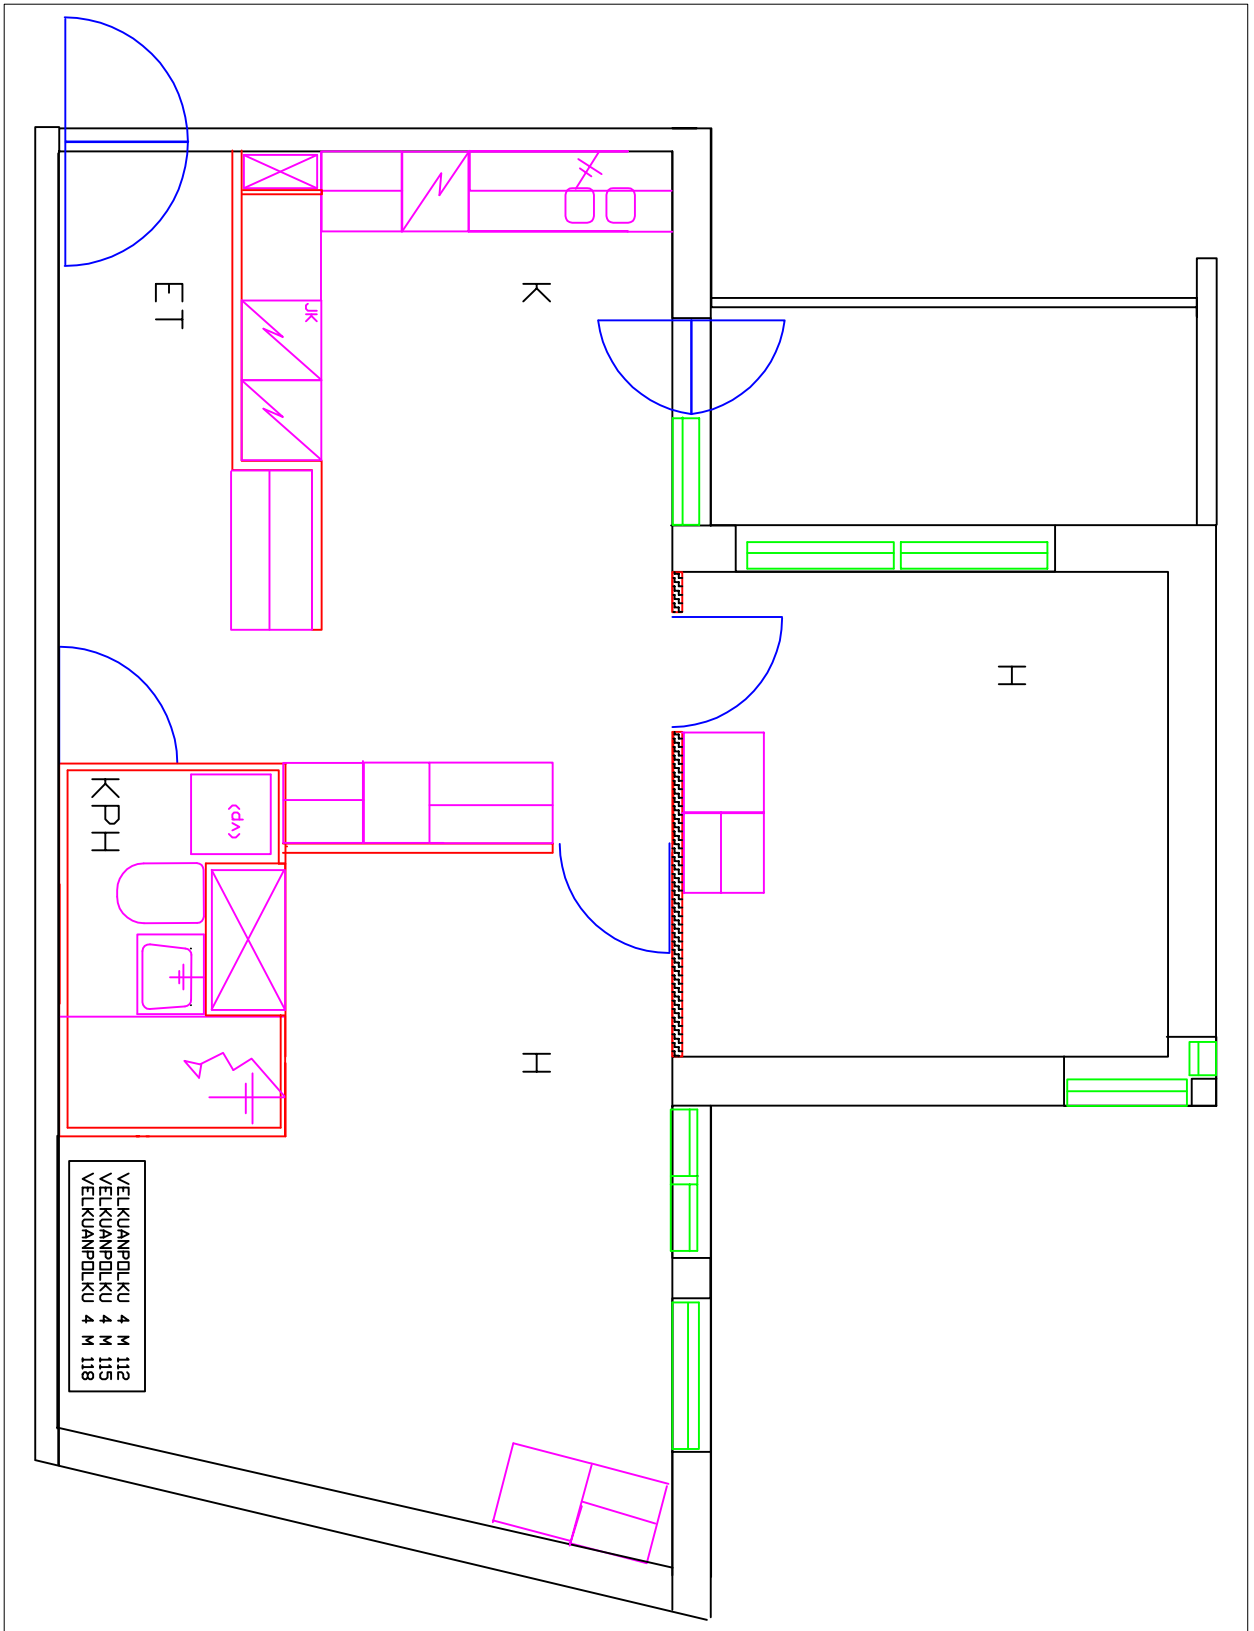 ET
K
JK
H
KPH
(vp)
H
VELKUANPOLKU 4 M 112
VELKUANPOLKU 4 M 115
VELKUANPOLKU 4 M 118